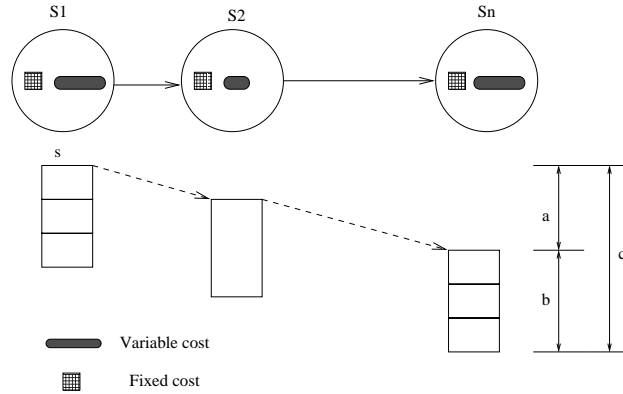 S1
S2
Sn
s
a
b
c
Variable cost
Fixed cost